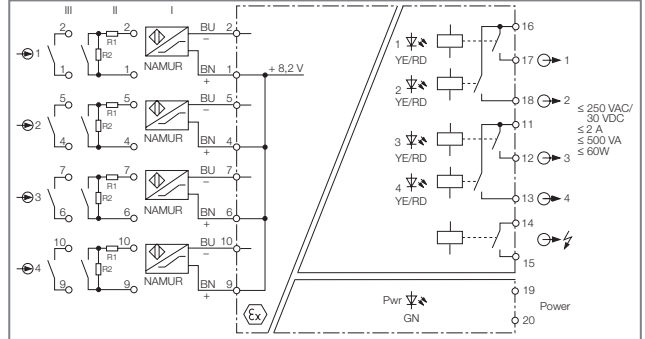 III II I
2 2 BU 2
R1
R2
−
1
1 1 BN 1
NAMUR +
+ 8,2 V
5 5 BU 5
R1
R2
−
2
4 4 BN 4
NAMUR +
7 7 BU 7
R1
R2
−
3
6 6 BN 6
NAMUR +
10 10 BU 10
R1
R2
−
4
9 9 BN 9
NAMUR +
Ex
16
1
YE/RD
17 1
2
YE/RD
18 2
≤ 250 VAC/
30 VDC
≤ 2 A
≤ 500 VA
≤ 60W
11
3
YE/RD
12 3
4
YE/RD
13 4
14
15
19
Pwr
GN
Power
20